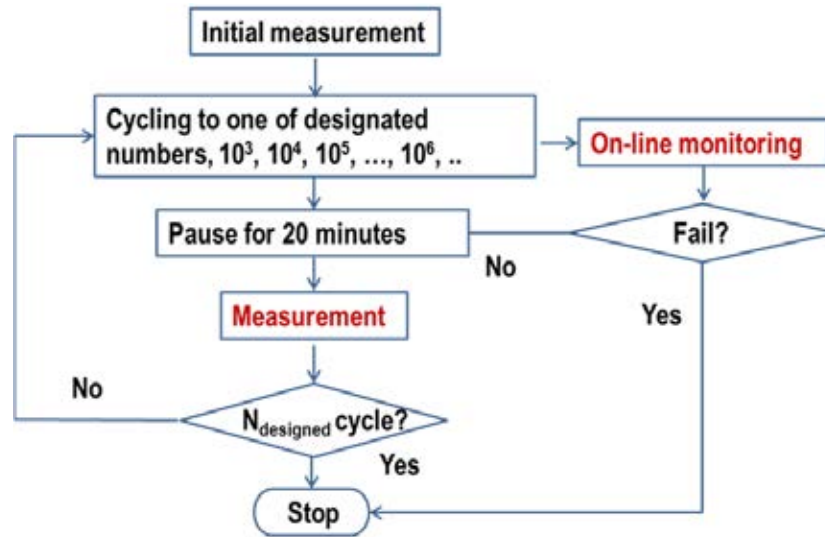 Initial measurement
Cycling to one of designated
numbers, 10³, 10⁴, 10⁵, ..., 10⁶, ..
On-line monitoring
Pause for 20 minutes
Fail?
No
Yes
Measurement
No
N_designed cycle?
Yes
Stop